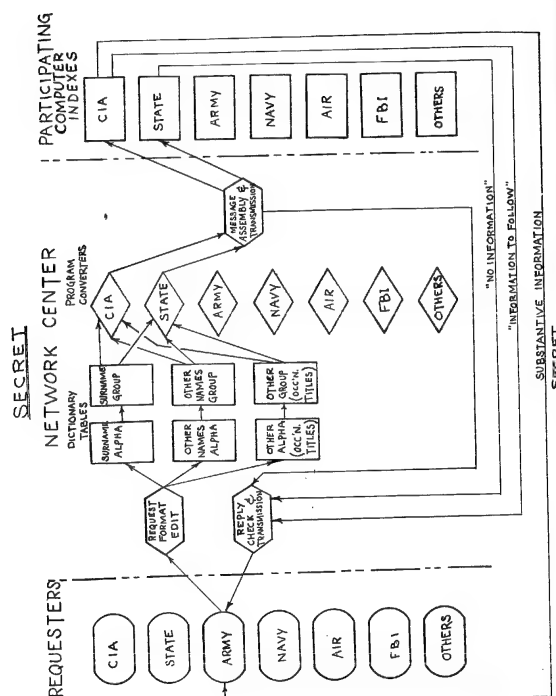 SECRET
NETWORK CENTER
PARTICIPATING
COMPUTER
INDEXES
REQUESTERS
DICTIONARY
TABLES
PROGRAM
CONVERTERS
CIA
STATE
ARMY
NAVY
AIR
FBI
OTHERS
REQUEST
FORMAT
EDIT
REPLY
CHECK &
TRANSMISSION
SURNAME
ALPHA
OTHER
NAMES
ALPHA
OTHER
ALPHA
(OCC'N.
TITLES)
SURNAME
GROUP
OTHER
NAMES
GROUP
OTHER
GROUP
(OCC'N.
TITLES)
CIA
STATE
ARMY
NAVY
AIR
FBI
OTHERS
MESSAGE
ASSEMBLY &
TRANSMISSION
CIA
STATE
ARMY
NAVY
AIR
FBI
OTHERS
"NO INFORMATION"
"INFORMATION TO FOLLOW"
SUBSTANTIVE INFORMATION
SECRET